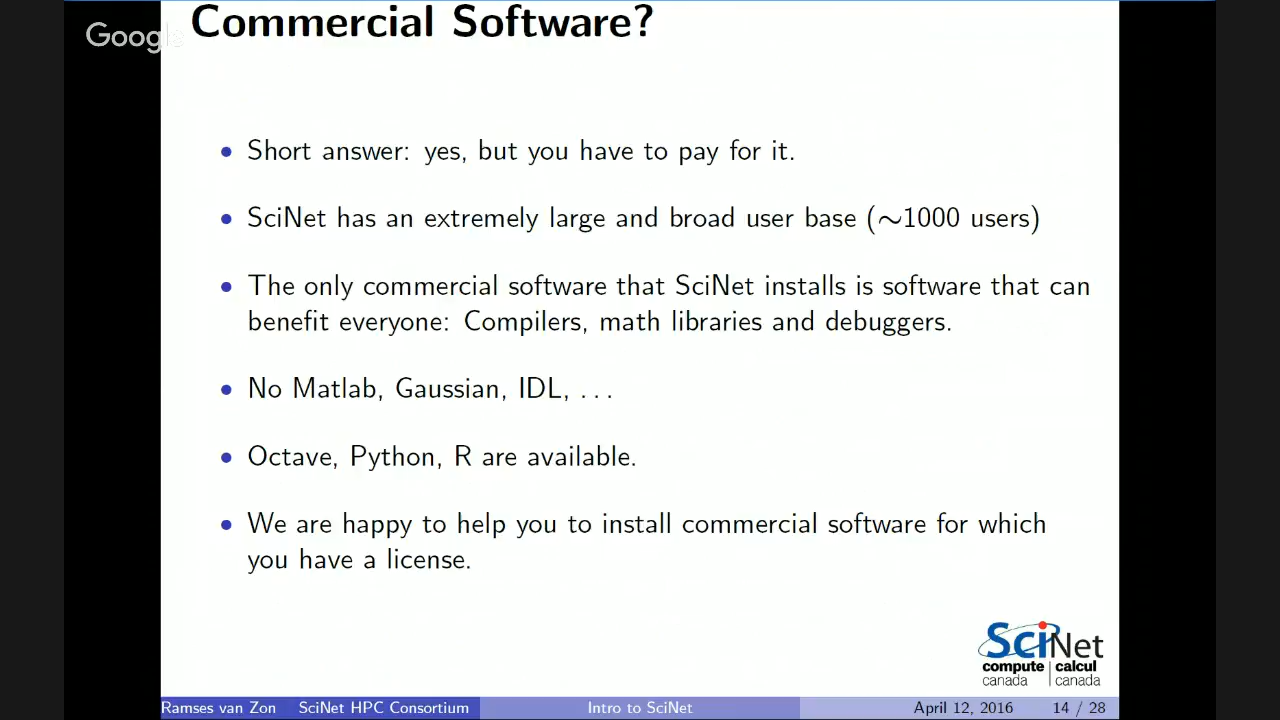 Google
Commercial Software?
• Short answer: yes, but you have to pay for it.
• SciNet has an extremely large and broad user base (∼1000 users)
• The only commercial software that SciNet installs is software that can
benefit everyone: Compilers, math libraries and debuggers.
• No Matlab, Gaussian, IDL, . . .
• Octave, Python, R are available.
• We are happy to help you to install commercial software for which
you have a license.
SciNet
compute | calcul
canada | canada
Ramses van Zon SciNet HPC Consortium Intro to SciNet April 12, 2016 14 / 28